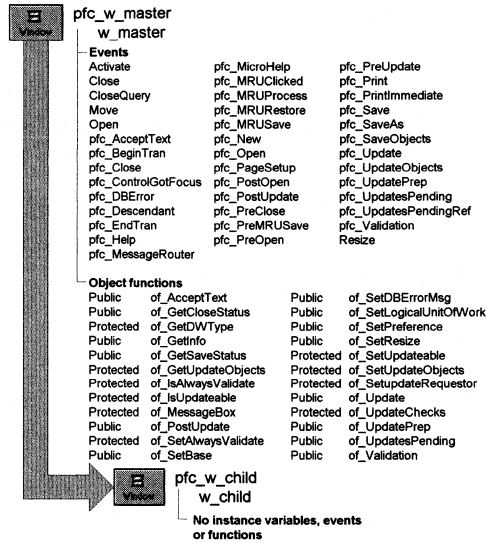 Window
pfc_w_master
w_master
Events
Activate
Close
CloseQuery
Move
Open
pfc_AcceptText
pfc_BeginTran
pfc_Close
pfc_ControlGotFocus
pfc_DBError
pfc_Descendant
pfc_EndTran
pfc_Help
pfc_MessageRouter
pfc_MicroHelp
pfc_MRUClicked
pfc_MRUProcess
pfc_MRURestore
pfc_MRUSave
pfc_New
pfc_Open
pfc_PageSetup
pfc_PostOpen
pfc_PostUpdate
pfc_PreClose
pfc_PreMRUSave
pfc_PreOpen
pfc_PreUpdate
pfc_Print
pfc_PrintImmediate
pfc_Save
pfc_SaveAs
pfc_SaveObjects
pfc_Update
pfc_UpdateObjects
pfc_UpdatePrep
pfc_UpdatesPending
pfc_UpdatesPendingRef
pfc_Validation
Resize
Object functions
Public of_AcceptText
Public of_GetCloseStatus
Protected of_GetDWType
Public of_GetInfo
Public of_GetSaveStatus
Protected of_GetUpdateObjects
Protected of_IsAlwaysValidate
Protected of_IsUpdateable
Protected of_MessageBox
Public of_PostUpdate
Protected of_SetAlwaysValidate
Public of_SetBase
Public of_SetDBErrorMsg
Public of_SetLogicalUnitOfWork
Public of_SetPreference
Public of_SetResize
Protected of_SetUpdateable
Protected of_SetUpdateObjects
Protected of_SetupdateRequestor
Public of_Update
Protected of_UpdateChecks
Public of_UpdatePrep
Public of_UpdatesPending
Public of_Validation
Window
pfc_w_child
w_child
No instance variables, events
or functions